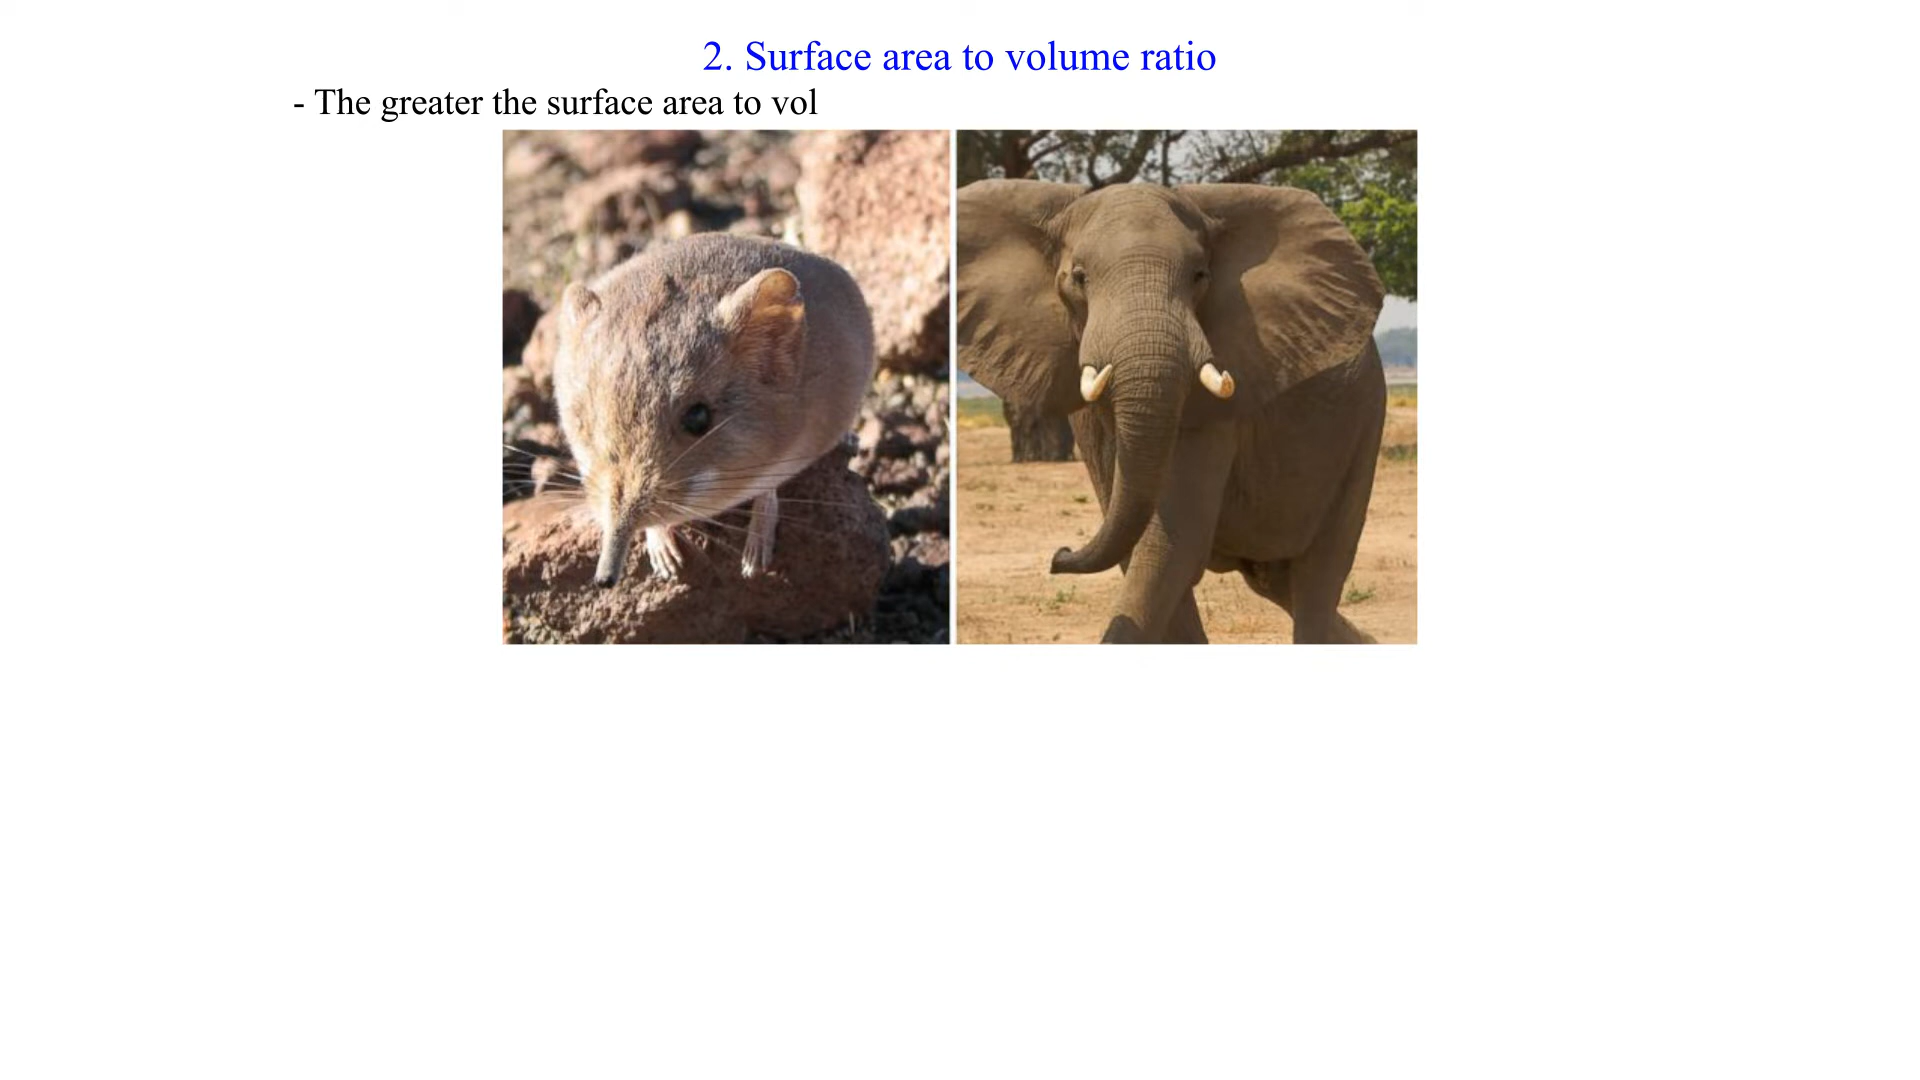 2. Surface area to volume ratio
- The greater the surface area to vol